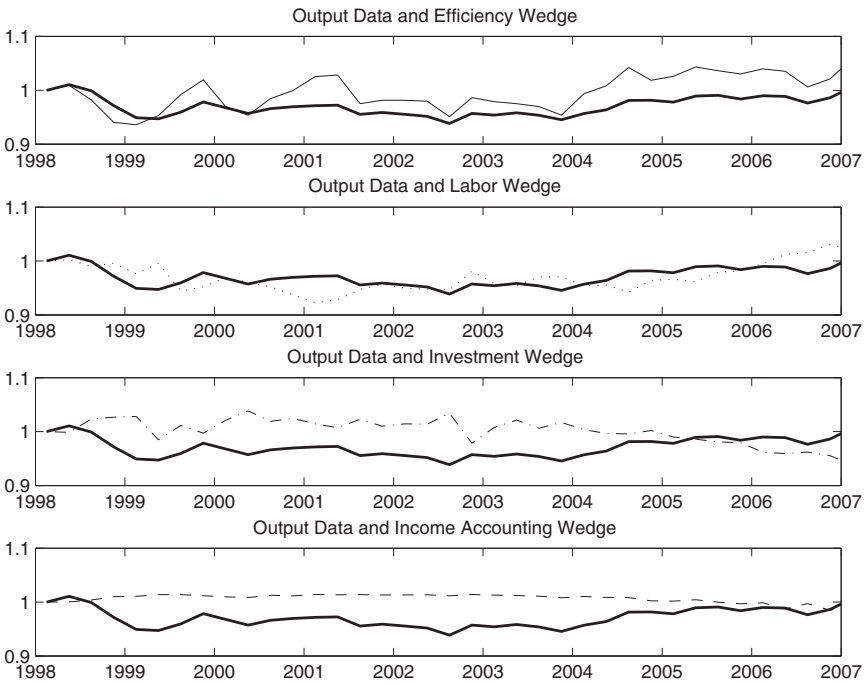 Output Data and Efficiency Wedge
1.1
1
0.9
1998 1999 2000 2001 2002 2003 2004 2005 2006 2007
Output Data and Labor Wedge
1.1
1
0.9
1998 1999 2000 2001 2002 2003 2004 2005 2006 2007
Output Data and Investment Wedge
1.1
1
0.9
1998 1999 2000 2001 2002 2003 2004 2005 2006 2007
Output Data and Income Accounting Wedge
1.1
1
0.9
1998 1999 2000 2001 2002 2003 2004 2005 2006 2007